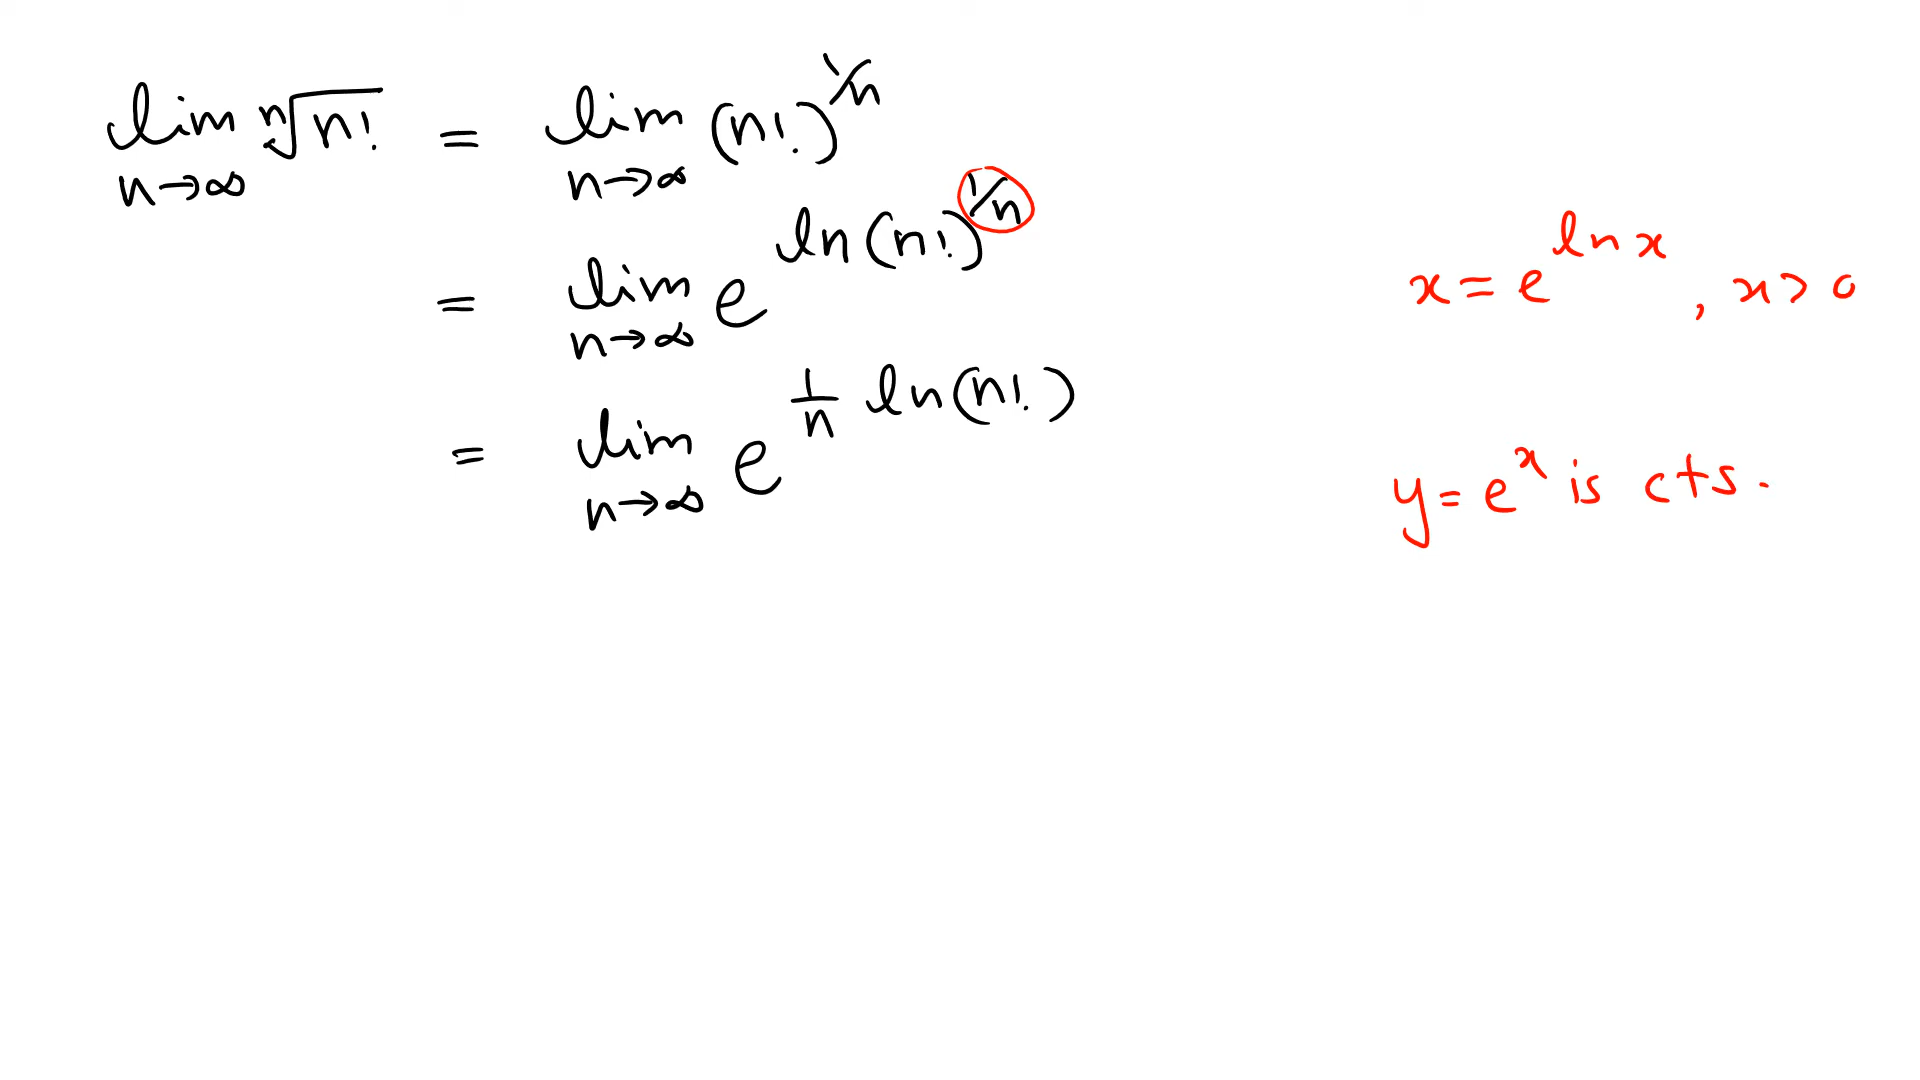 lim n→∞ ⁿ√n! = lim n→∞ (n!)^1/n
= lim n→∞ e^ln(n!)^1/n
x = e^ln x, x > 0
= lim n→∞ e^1/n ln(n!)
y = e^x is cts.